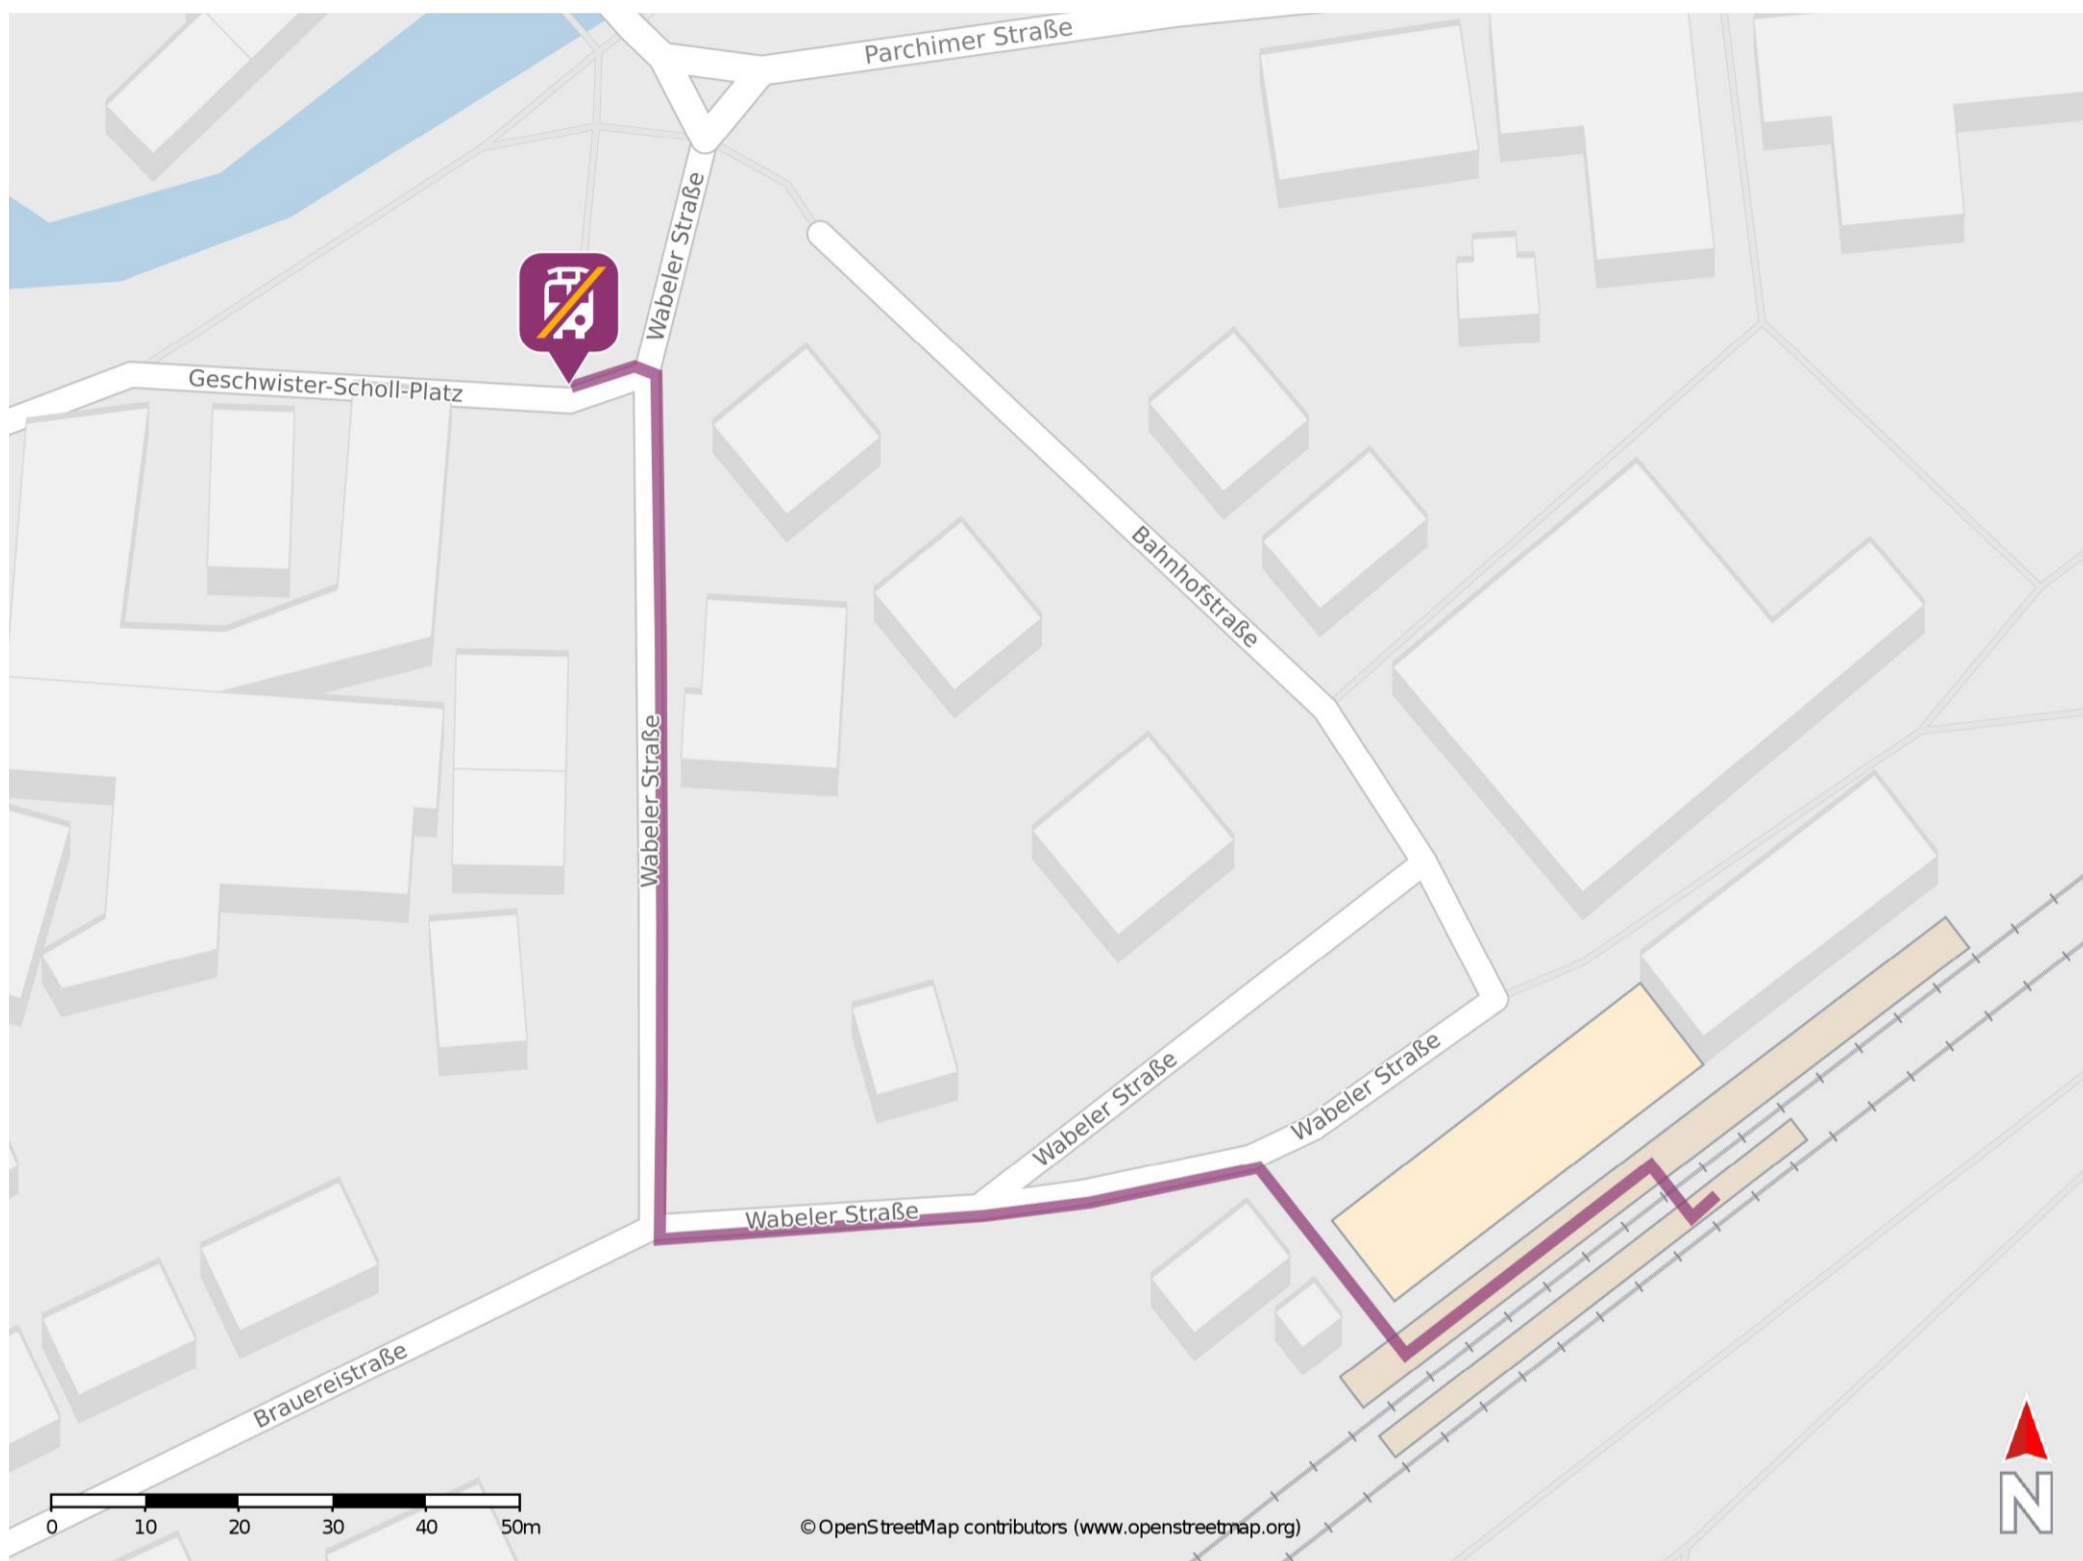 Parchimer Straße
Wabeler Straße
Geschwister-Scholl-Platz
Bahnhofstraße
Wabeler Straße
Wabeler Straße
Wabeler Straße
Wabeler Straße
Brauereistraße
0 10 20 30 40 50m
© OpenStreetMap contributors (www.openstreetmap.org)
N